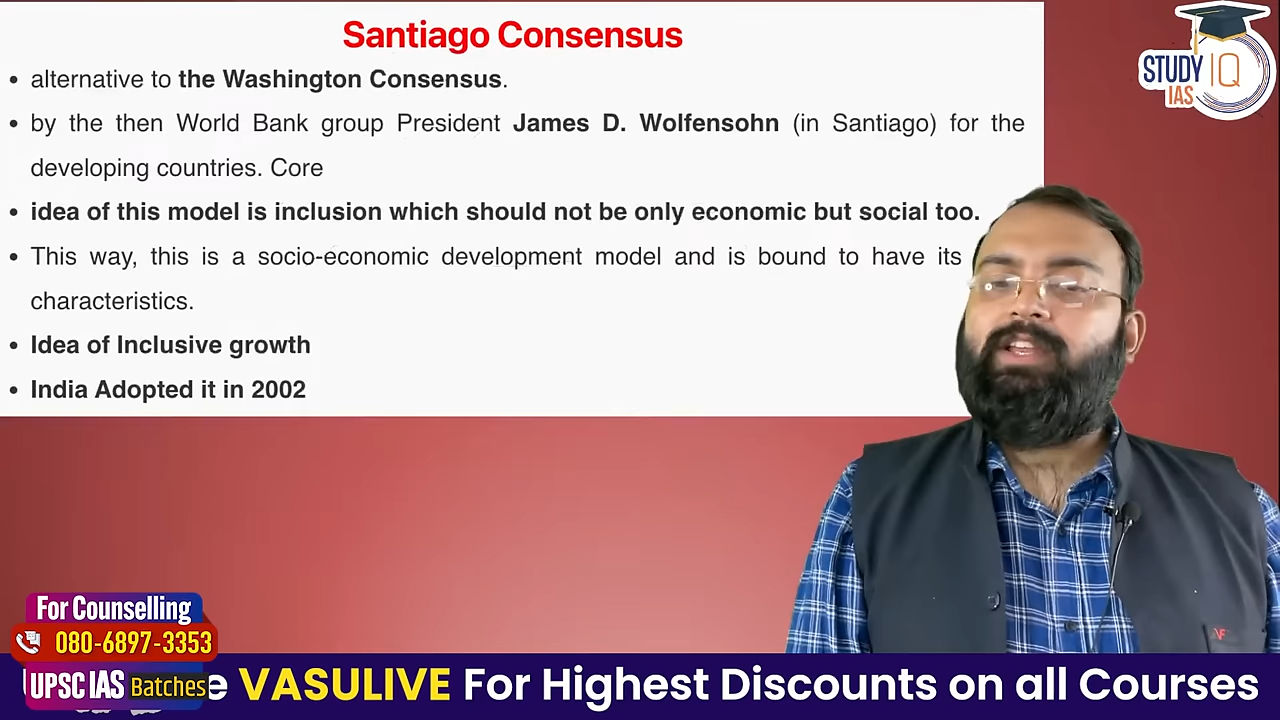 Santiago Consensus
• alternative to the Washington Consensus.
• by the then World Bank group President James D. Wolfensohn (in Santiago) for the
developing countries. Core
• idea of this model is inclusion which should not be only economic but social too.
• This way, this is a socio-economic development model and is bound to have its
characteristics.
• Idea of Inclusive growth
• India Adopted it in 2002
STUDY IQ
IAS
For Counselling
080-6897-3353
UPSC IAS Batches
e VASULIVE For Highest Discounts on all Courses
VF